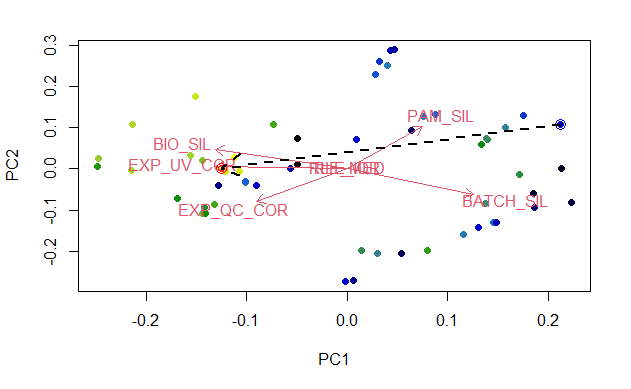 0.3
0.2
0.1
0.0
-0.1
-0.2
PC2
PAM_SIL
BIO_SIL
EXP_UV_COR
EXP_QC_COR
BATCH_SIL
-0.2 -0.1 0.0 0.1 0.2
PC1